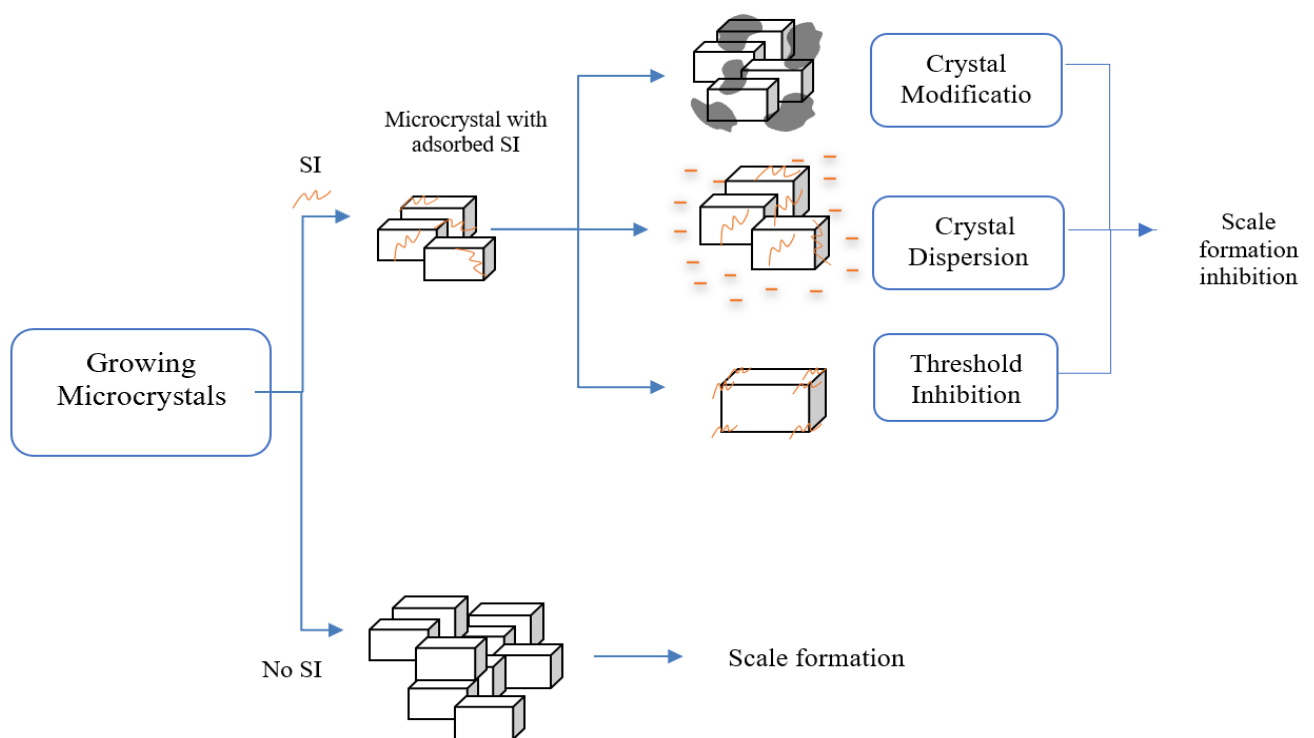 Growing
Microcrystals
SI
Microcrystal with
adsorbed SI
Crystal
Modificatio
Crystal
Dispersion
Threshold
Inhibition
Scale
formation
inhibition
No SI
Scale formation